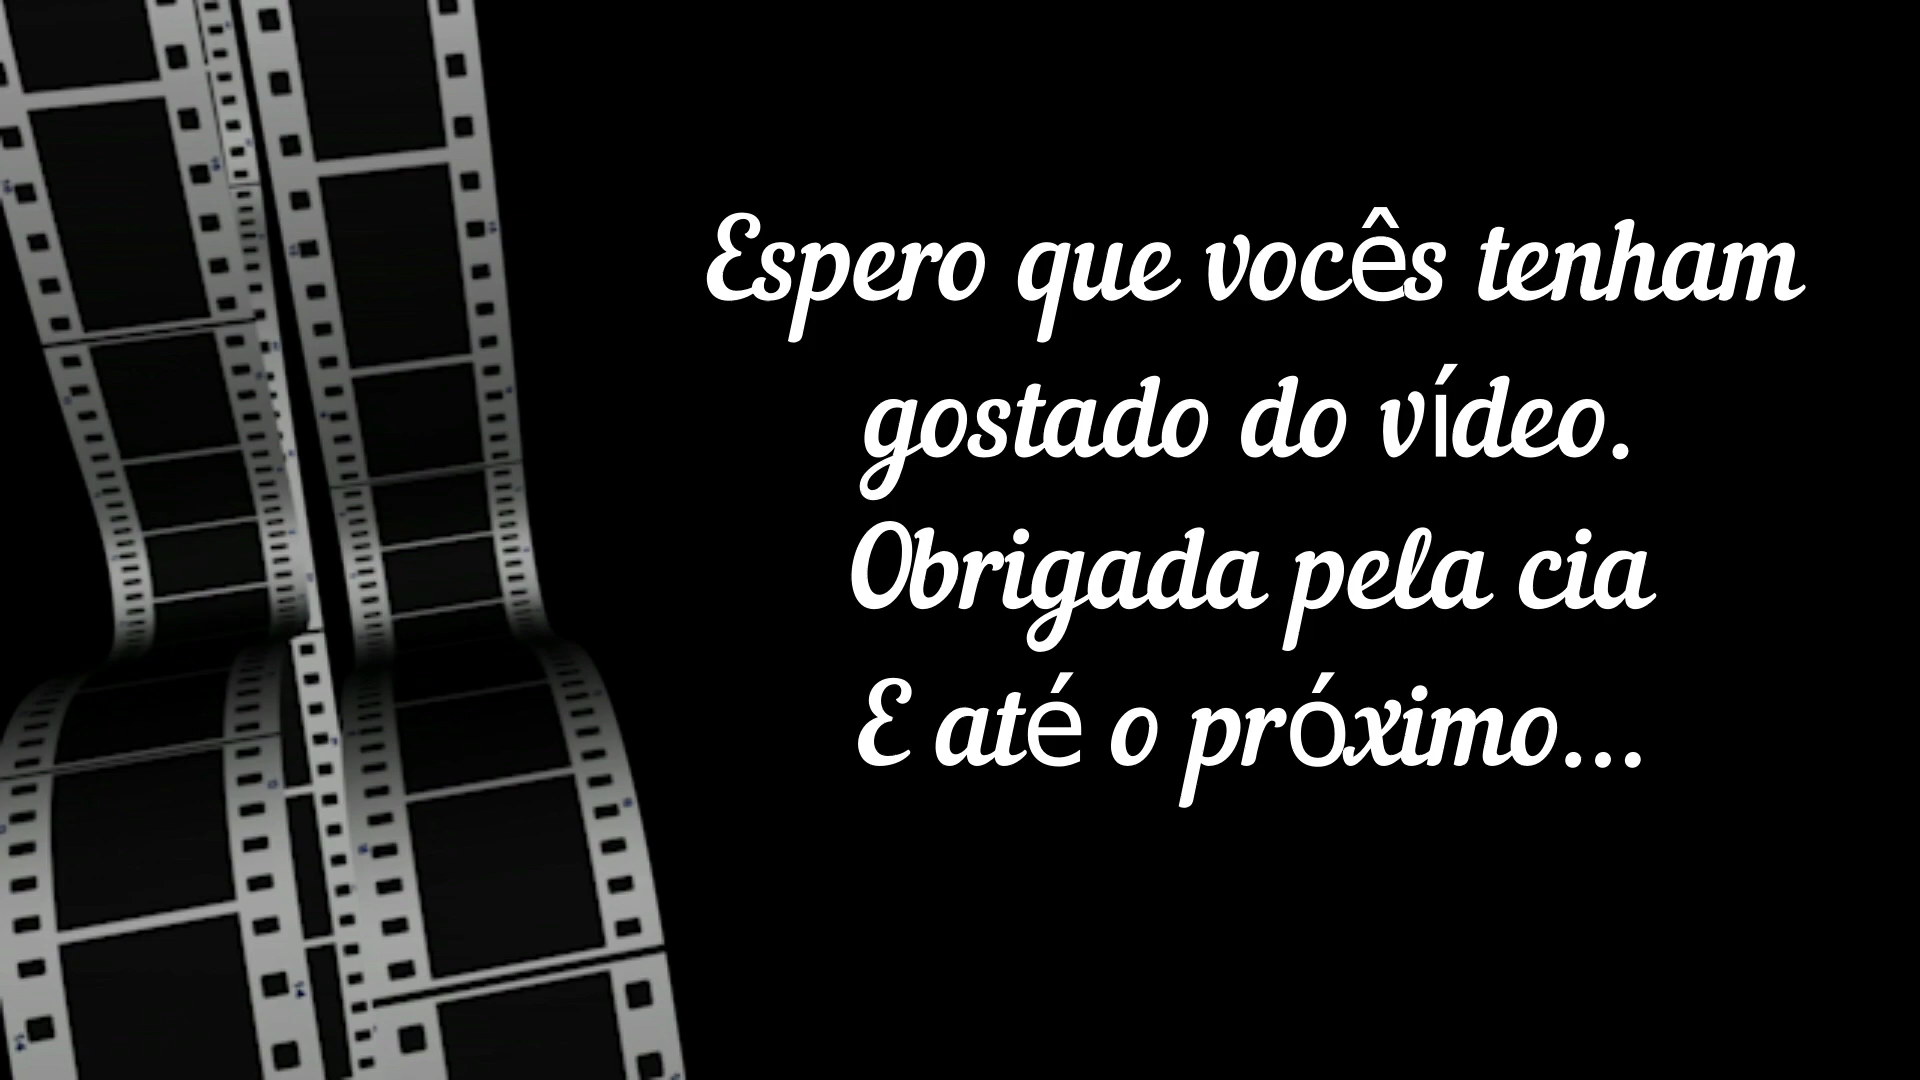 Espero que vocês tenham
gostado do vídeo.
Obrigada pela cia
E até o próximo...